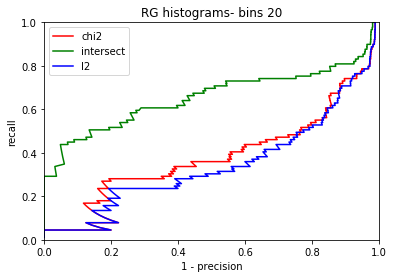 RG histograms- bins 20
1.0
chi2
intersect
l2
0.8
0.6
recall
0.4
0.2
0.0
0.0 0.2 0.4 0.6 0.8 1.0
1 - precision